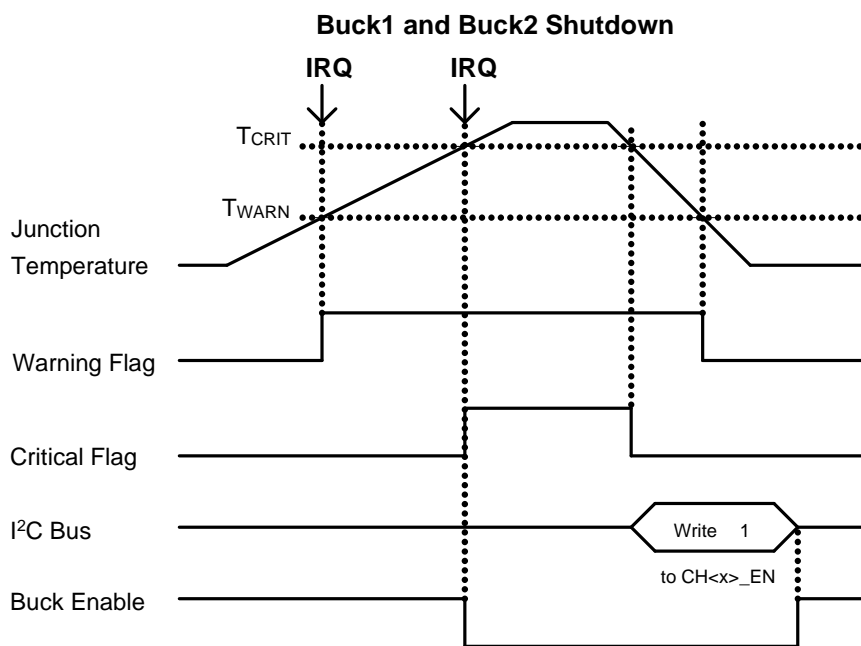 Buck1 and Buck2 Shutdown
IRQ IRQ
TCRIT
TWARN
Junction
Temperature
Warning Flag
Critical Flag
I²C Bus
Write 1
to CH<x>_EN
Buck Enable